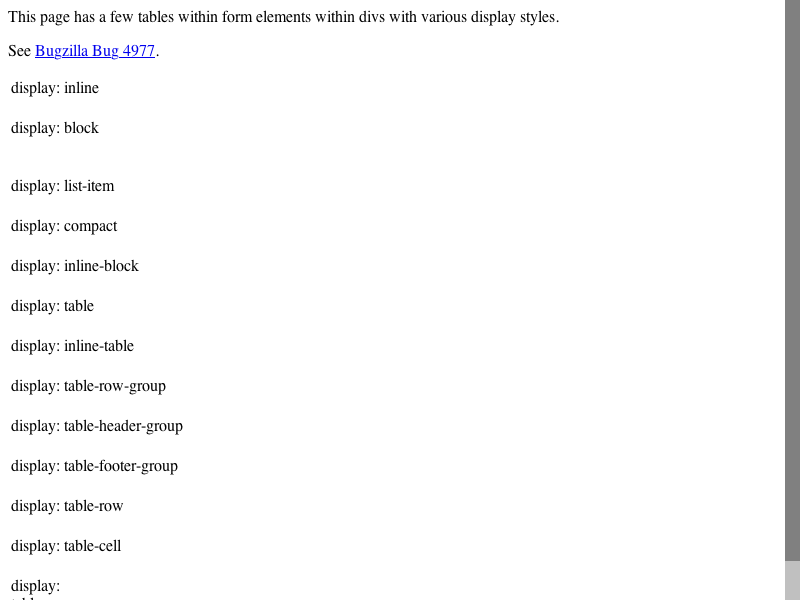 This page has a few tables within form elements within divs with various display styles.
See Bugzilla Bug 4977.
display: inline
display: block
display: list-item
display: compact
display: inline-block
display: table
display: inline-table
display: table-row-group
display: table-header-group
display: table-footer-group
display: table-row
display: table-cell
display: